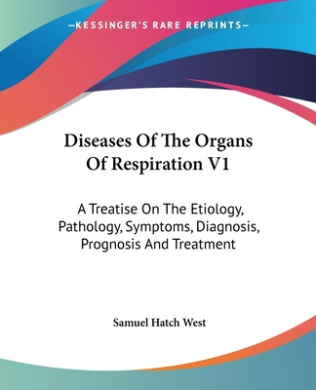 KESSINGER'S RARE REPRINTS
Diseases Of The Organs
Of Respiration V1
A Treatise On The Etiology,
Pathology, Symptoms, Diagnosis,
Prognosis And Treatment
Samuel Hatch West